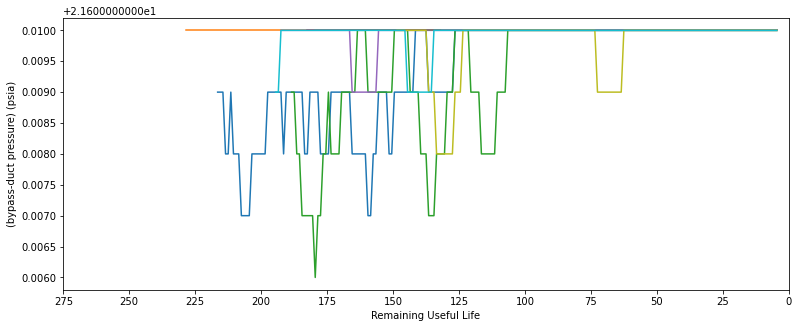 +2.1600000000e1
0.0100
0.0095
0.0090
0.0085
0.0080
0.0075
0.0070
0.0065
0.0060
(bypass-duct pressure) (psia)
275 250 225 200 175 150 125 100 75 50 25 0
Remaining Useful Life